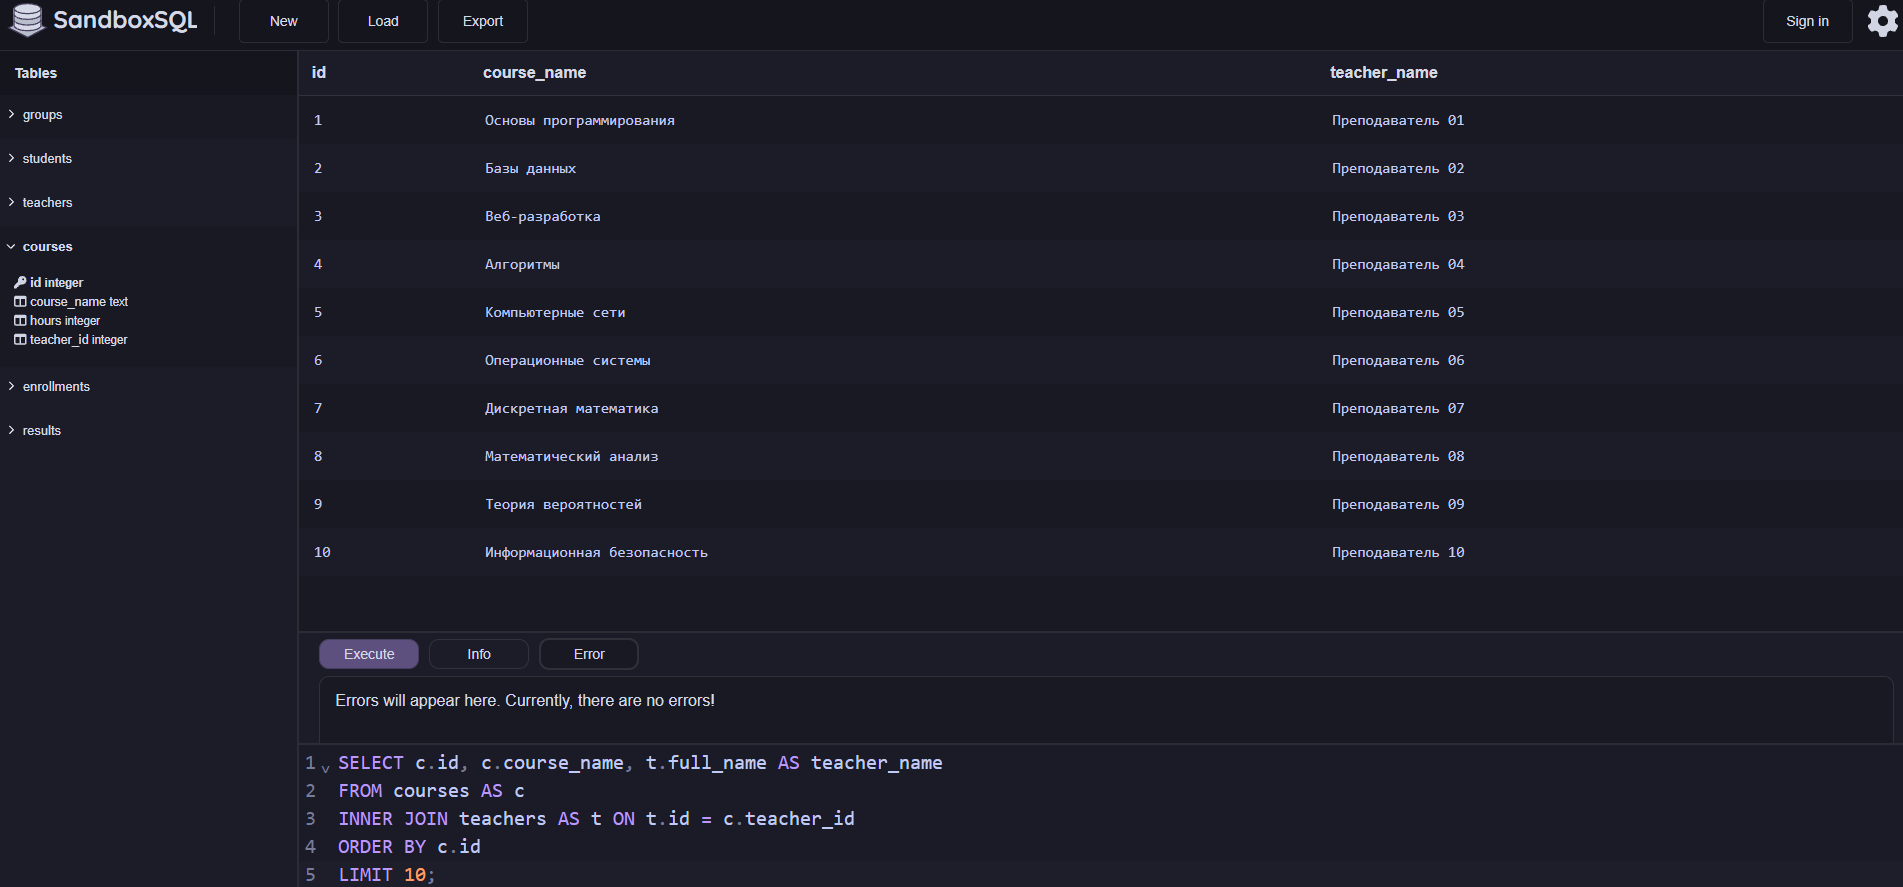 SandboxSQL New Load Export Sign in
Tables
groups
students
teachers
courses
id integer
course_name text
hours integer
teacher_id integer
enrollments
results
id course_name teacher_name
1 Основы программирования Преподаватель 01
2 Базы данных Преподаватель 02
3 Веб-разработка Преподаватель 03
4 Алгоритмы Преподаватель 04
5 Компьютерные сети Преподаватель 05
6 Операционные системы Преподаватель 06
7 Дискретная математика Преподаватель 07
8 Математический анализ Преподаватель 08
9 Теория вероятностей Преподаватель 09
10 Информационная безопасность Преподаватель 10
Execute Info Error
Errors will appear here. Currently, there are no errors!
1 SELECT c.id, c.course_name, t.full_name AS teacher_name
2 FROM courses AS c
3 INNER JOIN teachers AS t ON t.id = c.teacher_id
4 ORDER BY c.id
5 LIMIT 10;